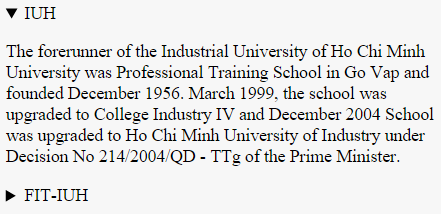 ▼ IUH
The forerunner of the Industrial University of Ho Chi Minh
University was Professional Training School in Go Vap and
founded December 1956. March 1999, the school was
upgraded to College Industry IV and December 2004 School
was upgraded to Ho Chi Minh University of Industry under
Decision No 214/2004/QD - TTg of the Prime Minister.
▶ FIT-IUH